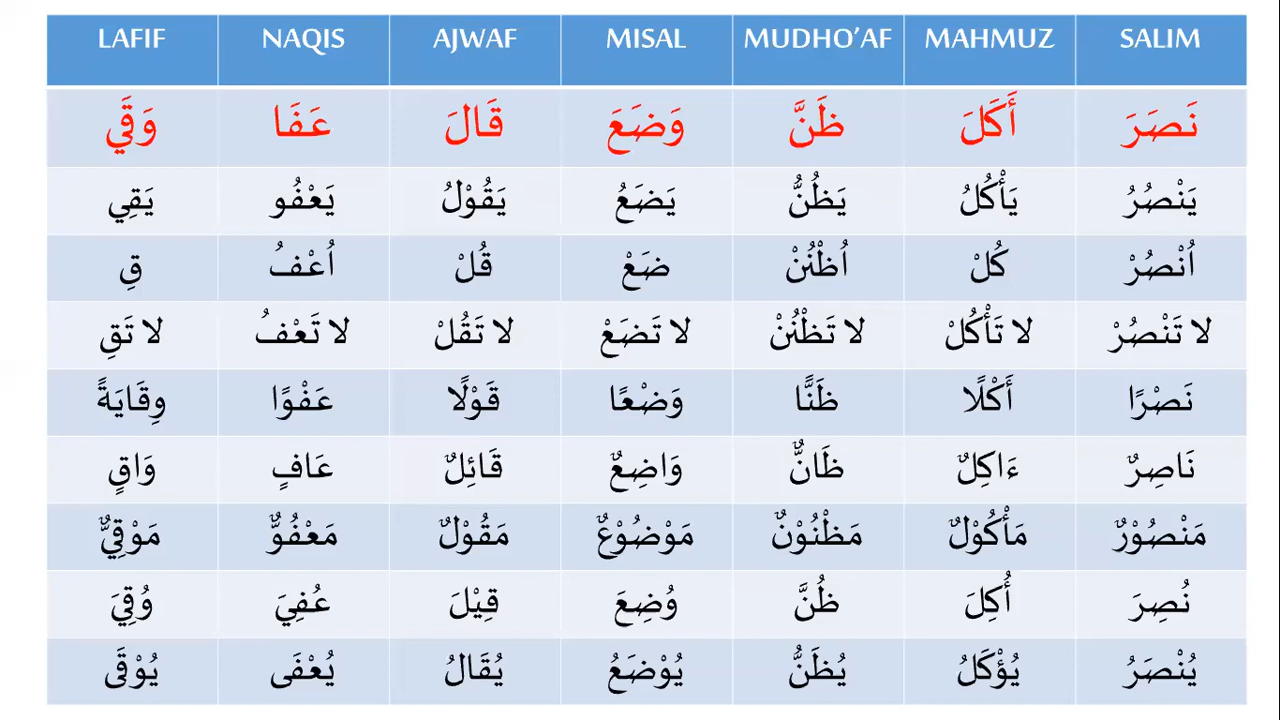 LAFIF NAQIS AJWAF MISAL MUDHO’AF MAHMUZ SALIM
نَصَرَ أَكَلَ ظَنَّ وَضَعَ قَالَ عَفَا وَقَي
يَنْصُرُ يَأْكُلُ يَظُنُّ يَضَعُ يَقُوْلُ يَعْفُو يَقِي
اُنْصُرْ كُلْ اُظْنُنْ ضَعْ قُلْ اُعْفُ قِ
لا تَنْصُرْ لا تَأْكُلْ لا تَظْنُنْ لا تَضَعْ لا تَقُلْ لا تَعْفُ لا تَقِ
نَصْرًا أَكْلًا ظَنًّا وَضْعًا قَوْلًا عَفْوًا وِقَايَةً
نَاصِرٌ ءَاكِلٌ ظَانٌّ وَاضِعٌ قَائِلٌ عَافٍ وَاقٍ
مَنْصُوْرٌ مَأْكُوْلٌ مَظْنُوْنٌ مَوْضُوْعٌ مَقُوْلٌ مَعْفُوٌّ مَوْقِيٌّ
نُصِرَ أُكِلَ ظُنَّ وُضِعَ قِيْلَ عُفِيَ وُقِيَ
يُنْصَرُ يُؤْكَلُ يُظَنُّ يُوْضَعُ يُقَالُ يُعْفَى يُوْقَى